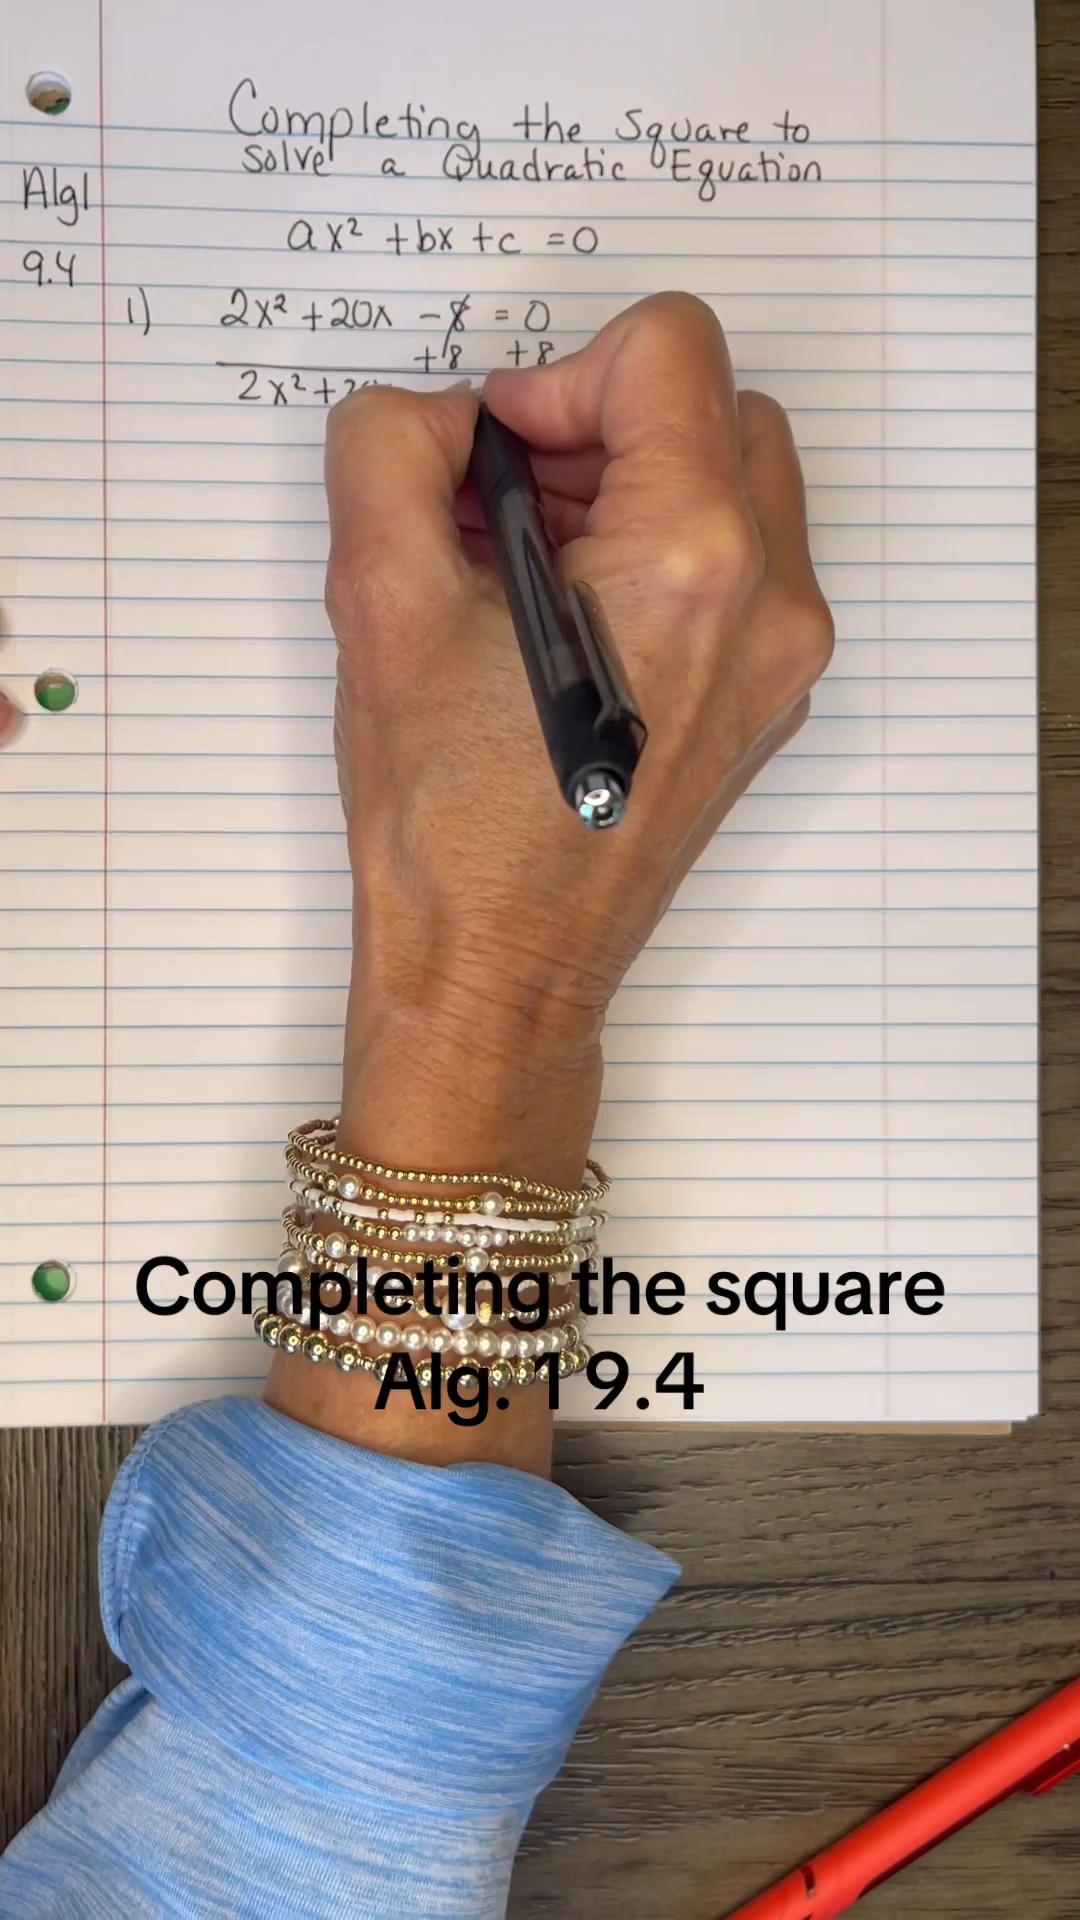 Completing the Square to
solve a Quadratic Equation
Alg1
9.4
ax² + bx + c = 0
1) 2x² + 20x - 8 = 0
+8 +8
2x² +
Completing the square
Alg. 1 9.4